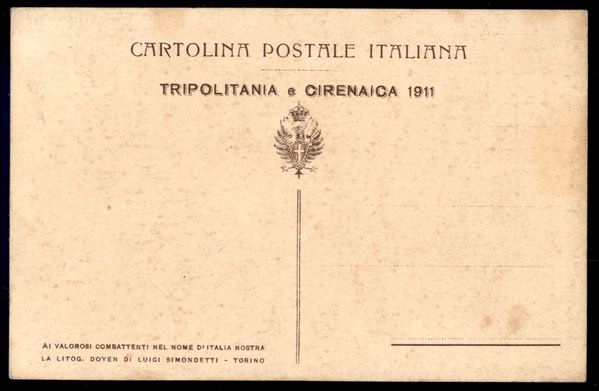 CARTOLINA POSTALE ITALIANA
TRIPOLITANIA e CIRENAICA 1911
AI VALOROSI COMBATTENTI NEL NOME D'ITALIA NOSTRA
LA LITOG. DOYEN DI LUIGI SIMONDETTI - TORINO